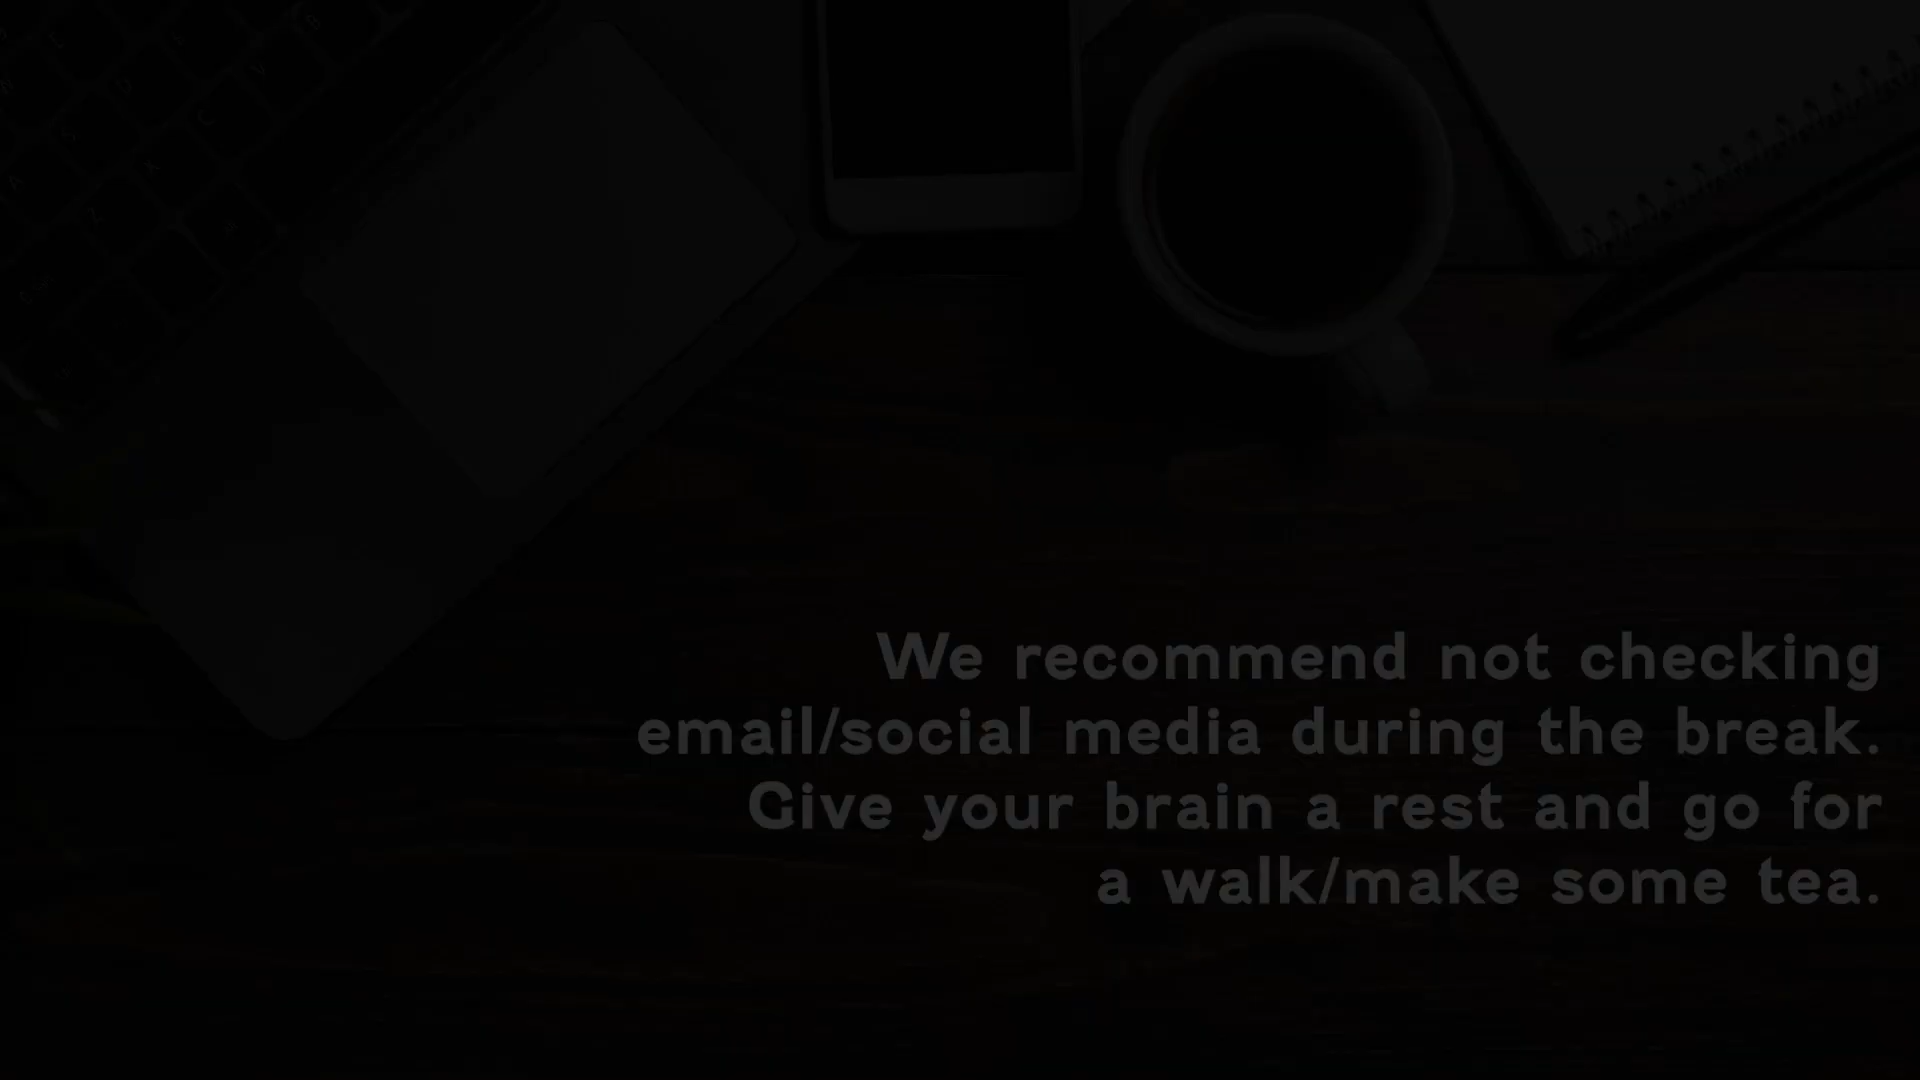 We recommend not checking
email/social media during the break.
Give your brain a rest and go for
a walk/make some tea.